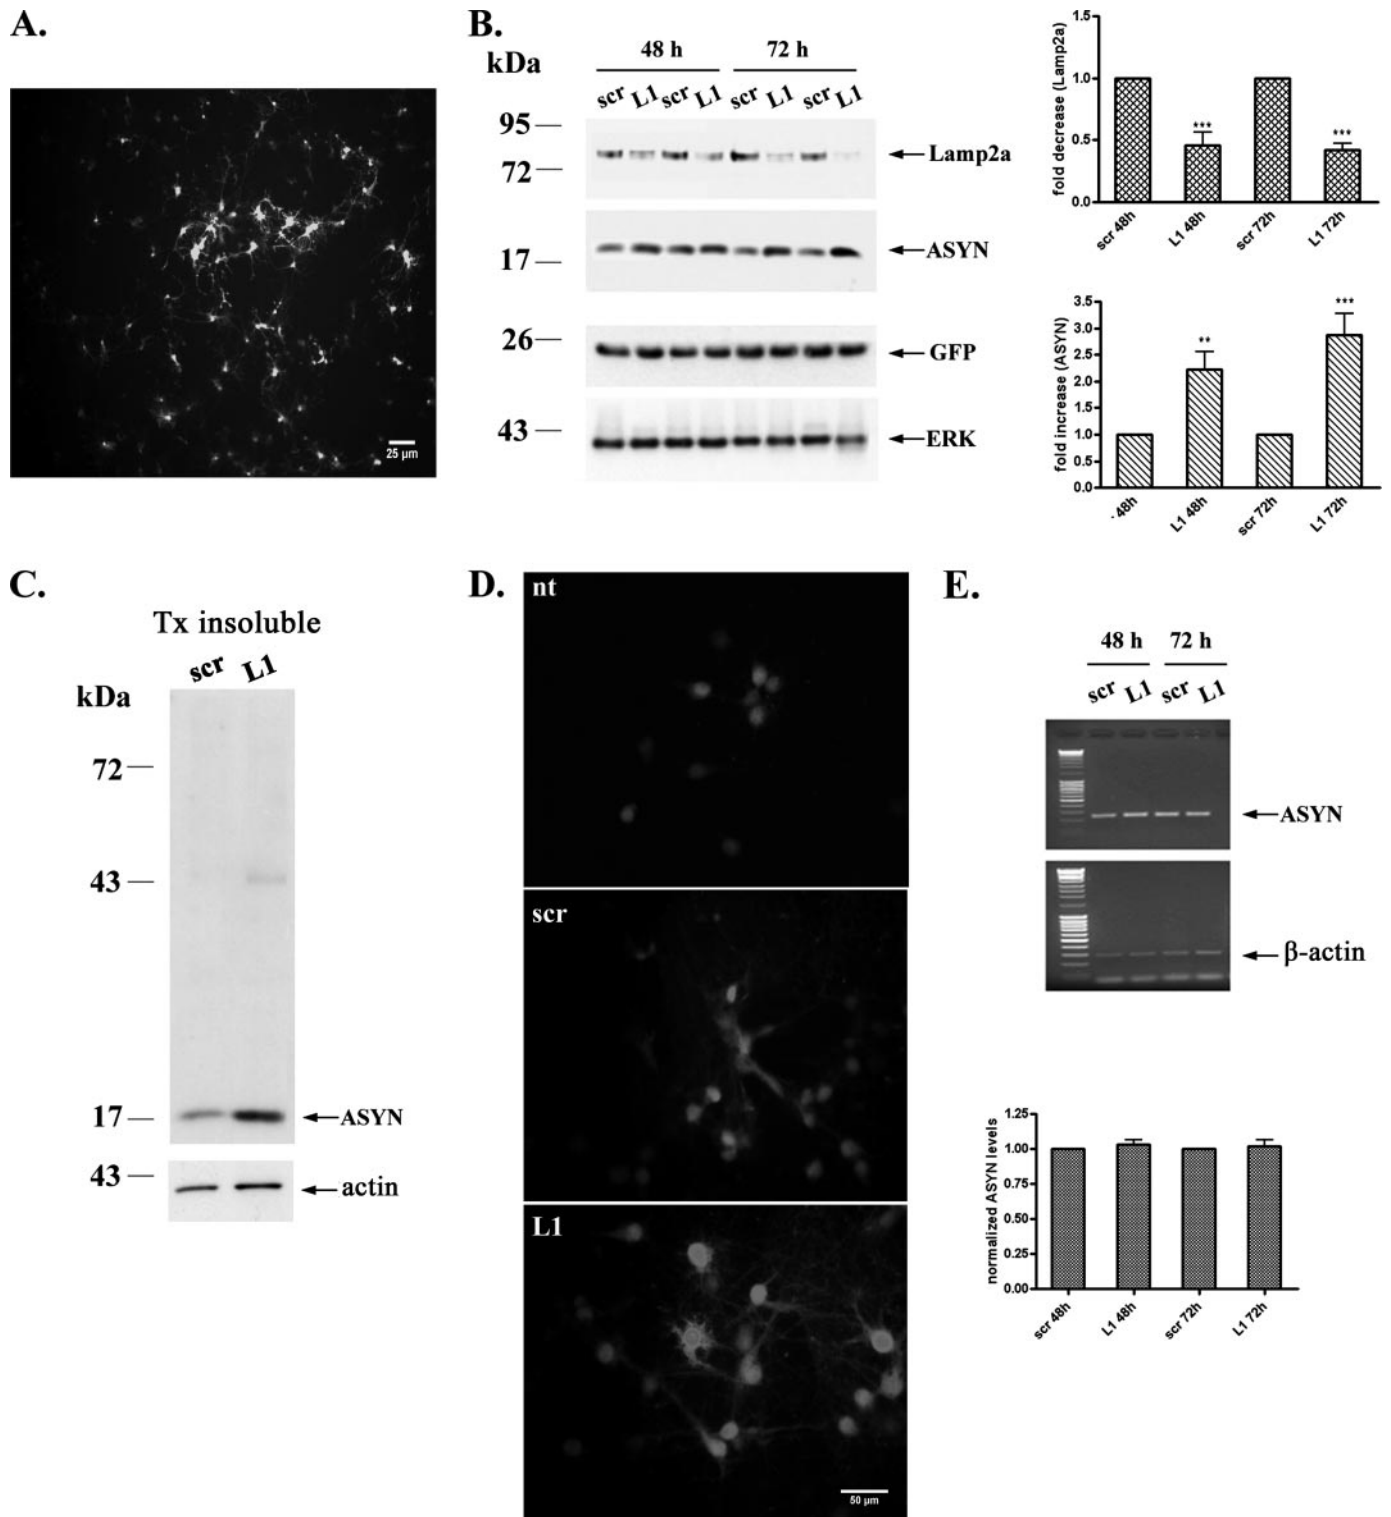 A.
25 µm
B.
48 h 72 h
kDa
scr L1 scr L1 scr L1 scr L1
95
72
Lamp2a
17
ASYN
26
GFP
43
ERK
fold decrease (Lamp2a)
1.5
1.0
0.5
0.0
***
***
scr 48h L1 48h scr 72h L1 72h
fold increase (ASYN)
3.5
3.0
2.5
2.0
1.5
1.0
0.5
0.0
**
***
48h L1 48h scr 72h L1 72h
C.
Tx insoluble
scr L1
kDa
72
43
17
ASYN
43
actin
D.
nt
scr
L1
50 µm
E.
48 h 72 h
scr L1 scr L1
ASYN
β-actin
normalized ASYN levels
1.25
1.00
0.75
0.50
0.25
0.00
scr 48h L1 48h scr 72h L1 72h